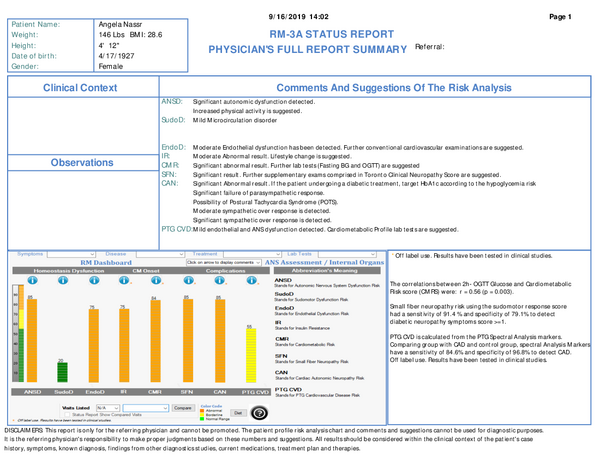 9/16/2019 14:02
Page 1
Patient Name: Angela Nassr
Weight: 146 Lbs BMI: 28.6
Height: 4' 12"
Date of birth: 4/17/1927
Gender: Female
RM-3A STATUS REPORT
PHYSICIAN'S FULL REPORT SUMMARY
Referral:
Clinical Context
Observations
Comments And Suggestions Of The Risk Analysis
ANSD: Significant autonomic dysfunction detected.
Increased physical activity is suggested.
SudoD: Mild Microcirculation disorder
EndoD: Moderate Endothelial dysfunction has been detected. Further conventional cardiovascular examinations are suggested.
IR: Moderate Abnormal result. Lifestyle change is suggested.
CMR: Significant abnormal result. Further lab tests (Fasting BG and OGTT) are suggested
SFN: Significant result. Further supplementary exams comprised in Toronto Clinical Neuropathy Score are suggested.
CAN: Significant Abnormal result. If the patient undergoing a diabetic treatment, target HbA1c according to the hypoglycemia risk
Significant failure of parasympathetic response.
Possibility of Postural Tachycardia Syndrome (POTS).
Moderate sympathetic over response is detected.
Significant sympathetic over response is detected.
PTG CVD: Mild endothelial and ANS dysfunction detected. Cardiometabolic Profile lab tests are suggested.
Symptoms Disease Treatment Lab Tests
RM Dashboard
Click on arrow to display comments
ANS Assessment / Internal Organs
Homeostasis Dysfunction CM Onset Complications
Abbreviation's Meaning
85 20 75 75 84 85 85 55
ANSD SudoD EndoD IR CMR SFN CAN PTG CVD
ANSD
Stands for Autonomic Nervous System Dysfunction Risk
SudoD
Stands for Sudomotor Dysfunction Risk
EndoD
Stands for Endothelial Dysfunction Risk
IR
Stands for Insulin Resistance
CMR
Stands for Cardiometabolic Risk
SFN
Stands for Small Fiber Neuropathy Risk
CAN
Stands for Cardiac Autonomic Neuropathy Risk
PTG CVD
Stands for PTG Cardiovascular Disease Risk
Visits Listed N/A Compare
Status Report Show Compared Visits
Color Code
Abnormal
Borderline
Normal Range
* Off label use. Results have been tested in clinical studies.
* Off label use. Results have been tested in clinical studies.
The correlations between 2h- OGTT Glucose and Cardiometabolic
Risk score (CMRS) were: r = 0.56 (p = 0.003).
Small fiber neuropathy risk using the sudomotor response score
had a sensitivity of 91.4 % and specificity of 79.1% to detect
diabetic neuropathy symptoms score >=1.
PTG CVD is calculated from the PTG Spectral Analysis markers.
Comparing group with CAD and control group, spectral Analysis Markers
have a sensitivity of 84.6% and specificity of 96.8% to detect CAD.
Off label use. Results have been tested in clinical studies.
DISCLAIMERS: This report is only for the referring physician and cannot be promoted. The patient profile risk analysis chart and comments and suggestions cannot be used for diagnostic purposes.
It is the referring physician's responsibility to make proper judgments based on these numbers and suggestions. All results should be considered within the clinical context of the patient's case
history, symptoms, known diagnosis, findings from other diagnostics studies, current medications, treatment plan and therapies.